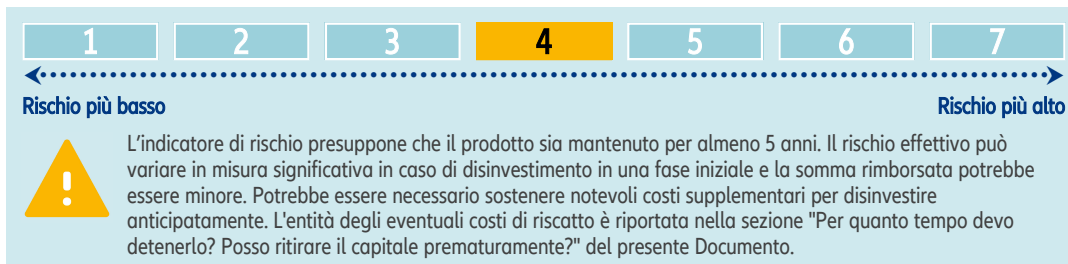 1 2 3 4 5 6 7
Rischio più basso Rischio più alto
L'indicatore di rischio presuppone che il prodotto sia mantenuto per almeno 5 anni. Il rischio effettivo può
variare in misura significativa in caso di disinvestimento in una fase iniziale e la somma rimborsata potrebbe
essere minore. Potrebbe essere necessario sostenere notevoli costi supplementari per disinvestire
anticipatamente. L'entità degli eventuali costi di riscatto è riportata nella sezione "Per quanto tempo devo
detenerlo? Posso ritirare il capitale prematuramente?" del presente Documento.